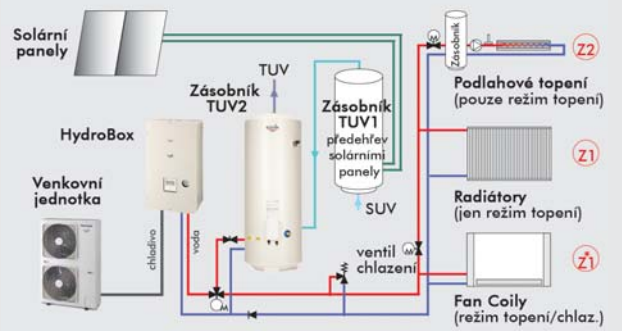 Solární
panely
TUV
Zásobník
TUV2
Zásobník
TUV1
předehřev
solárními
panely
SUV
HydroBox
Venkovní
jednotka
chladivo
voda
ventil
chlazení
M
M
M
Zásobník
Z2
Podlahové topení
(pouze režim topení)
Z1
Radiátory
(jen režim topení)
Z1*
Fan Coily
(režim topení/chlaz.)